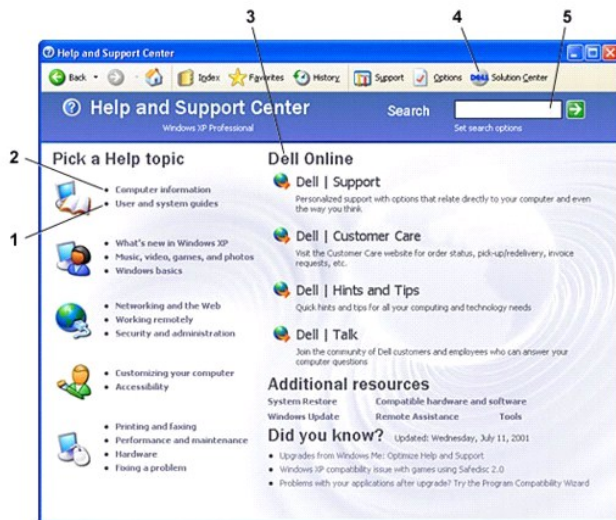 3
4
5
Help and Support Center
Back
Index
Favorites
History
Support
Options
DELL Solution Center
? Help and Support Center
Windows XP Professional
Search
Set search options
2
1
Pick a Help topic
• Computer information
• User and system guides
• What's new in Windows XP
• Music, video, games, and photos
• Windows basics
• Networking and the Web
• Working remotely
• Security and administration
• Customizing your computer
• Accessibility
• Printing and faxing
• Performance and maintenance
• Hardware
• Fixing a problem
Dell Online
Dell | Support
Personalized support with options that relate directly to your computer and even
the way you think.
Dell | Customer Care
Visit the Customer Care website for order status, pick-up/redelivery, invoice
requests, etc.
Dell | Hints and Tips
Quick hints and tips for all your computing and technology needs
Dell | Talk
Join the community of Dell customers and employees who can answer your
computer questions
Additional resources
System Restore
Compatible hardware and software
Windows Update
Remote Assistance
Tools
Did you know? Updated: Wednesday, July 11, 2001
• Upgrades from Windows Me: Optimize Help and Support
• Windows XP compatibility issue with games using Safedisc 2.0
• Problems with your applications after upgrade? Try the Program Compatibility Wizard